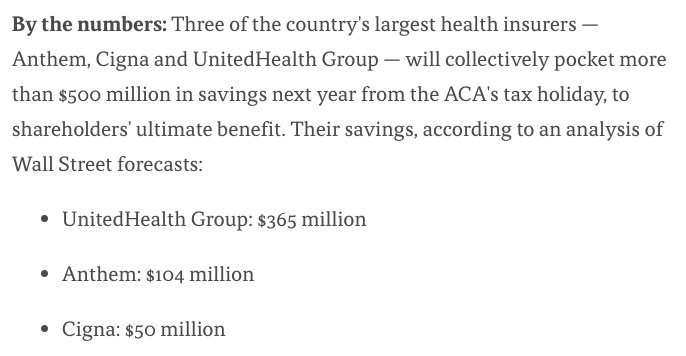 By the numbers: Three of the country's largest health insurers —
Anthem, Cigna and UnitedHealth Group — will collectively pocket more
than $500 million in savings next year from the ACA's tax holiday, to
shareholders' ultimate benefit. Their savings, according to an analysis of
Wall Street forecasts:
• UnitedHealth Group: $365 million
• Anthem: $104 million
• Cigna: $50 million